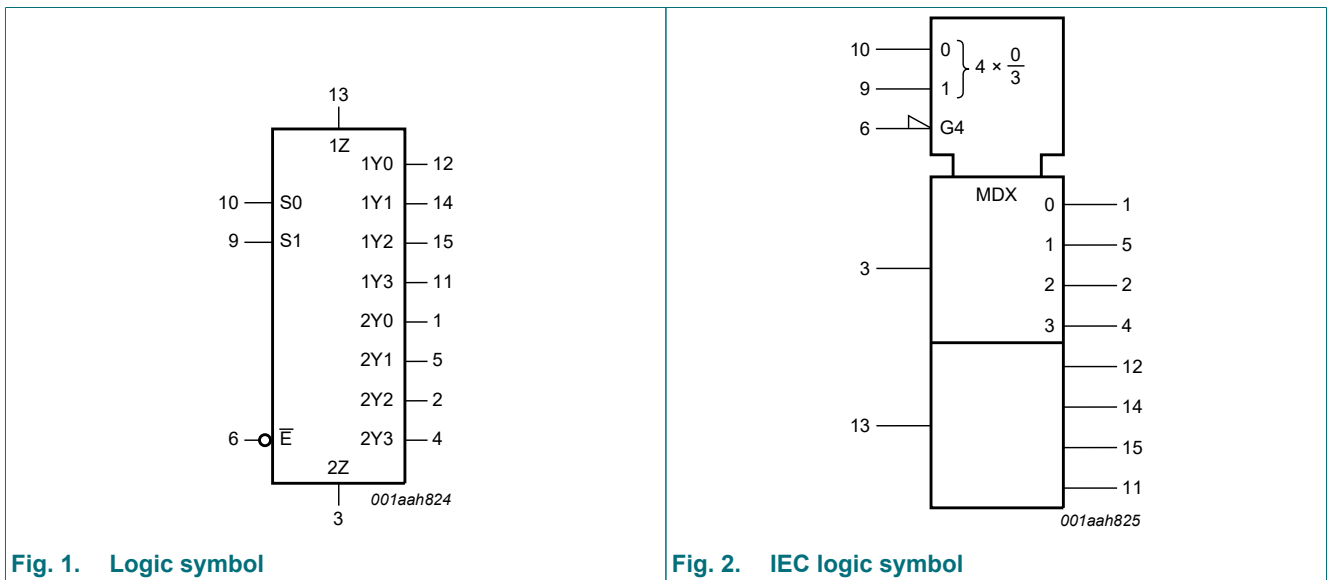 13
1Z
1Y0 12
10 S0 1Y1 14
9 S1 1Y2 15
1Y3 11
2Y0 1
2Y1 5
2Y2 2
6 E̅ 2Y3 4
2Z
001aah824
3
Fig. 1. Logic symbol
10 0
4 × 0/3
9 1
6 G4
MDX
0 1
1 5
3
2 2
3 4
12
14
13
15
11
001aah825
Fig. 2. IEC logic symbol